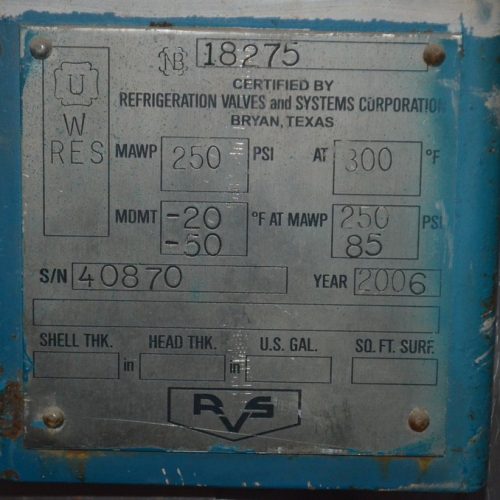 U
W
RES
NB 18275
CERTIFIED BY
REFRIGERATION VALVES and SYSTEMS CORPORATION
BRYAN, TEXAS
MAWP 250 PSI AT 300 °F
MDMT -20 °F AT MAWP 250 PSI
-50 85
S/N 40870 YEAR 2006
SHELL THK. HEAD THK. U.S. GAL. SQ. FT. SURF.
in in
RVS